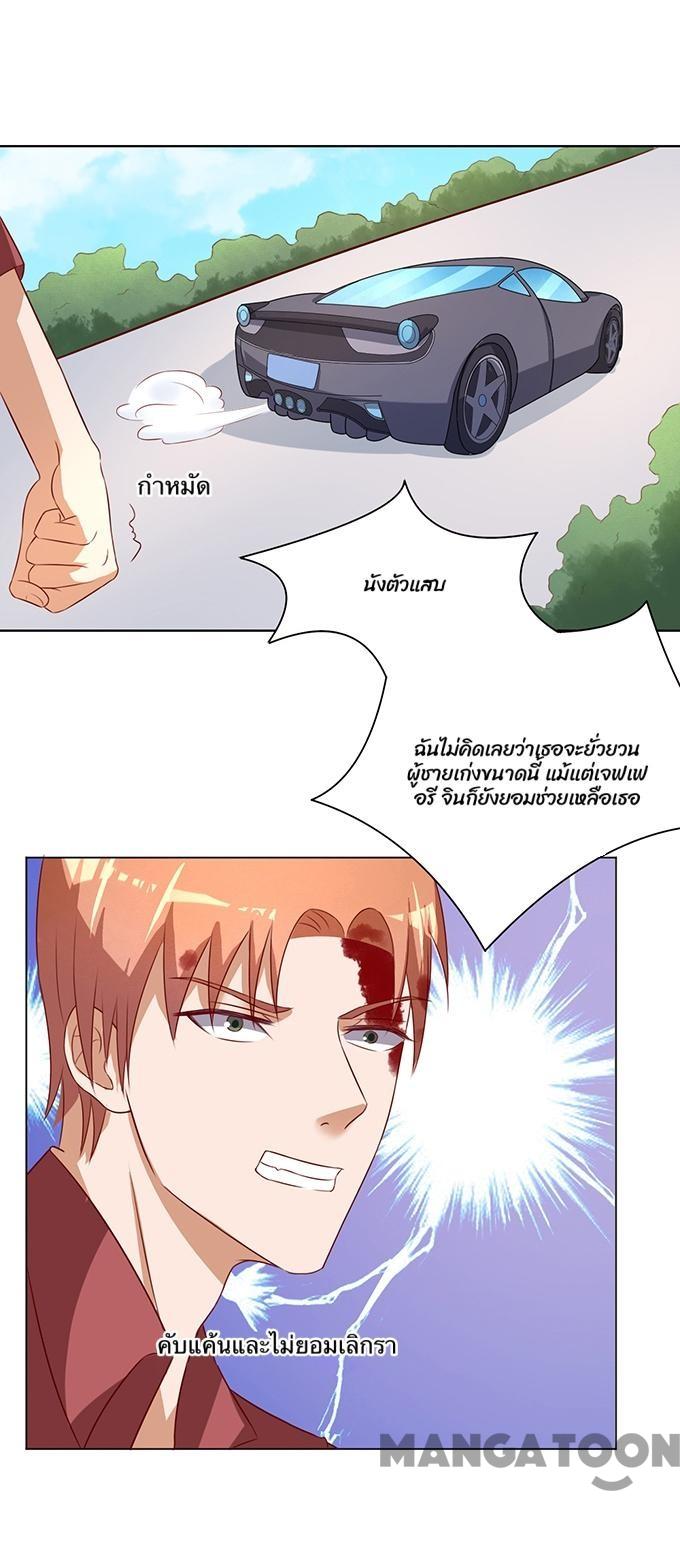 กำหมัด
นังตัวแสบ
ฉันไม่คิดเลยว่าเธอจะยั่วยวน
ผู้ชายเก่งขนาดนี้ แม้แต่เจฟเฟ
อรี จินก็ยังยอมช่วยเหลือเธอ
คับแค้นและไม่ยอมเลิกรา
MANGATOON